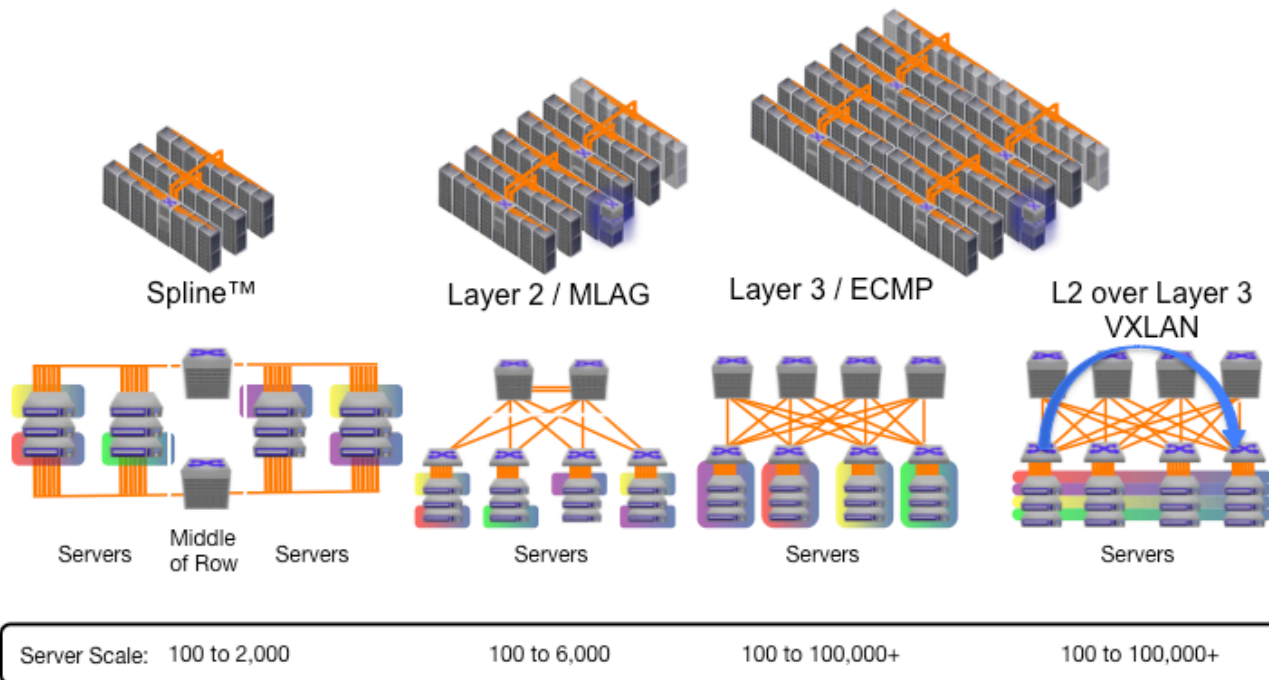 Spline™
Layer 2 / MLAG
Layer 3 / ECMP
L2 over Layer 3
VXLAN
Servers
Middle
of Row
Servers
Servers
Servers
Servers
Server Scale: 100 to 2,000 100 to 6,000 100 to 100,000+ 100 to 100,000+